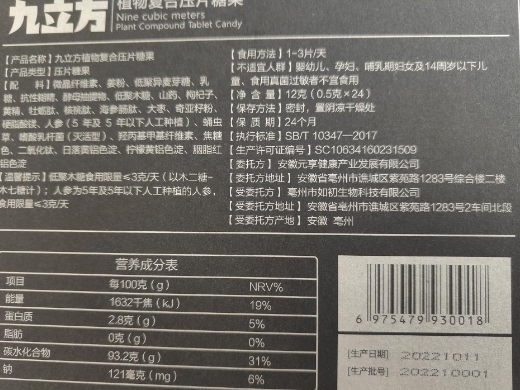 九立方
植物复合压片糖果
Nine cubic meters
Plant Compound Tablet Candy
【产品名称】九立方植物复合压片糖果
【产品类型】压片糖果
【配 料】微晶纤维素、姜粉、低聚异麦芽糖、乳
糖、抗性糊精、酵母抽提物、低聚木糖、山药、枸杞子、
黄精、牡蛎肽、核桃肽、海参肠肽、大枣、奇亚籽粉、
硬脂酸镁、人参（5年及5年以下人工种植）、蛹虫
草、嗜酸乳杆菌（灭活型）、羟丙基甲基纤维素、焦糖
色、二氧化钛、日落黄铝色淀、柠檬黄铝色淀、胭脂红
铝色淀
【温馨提示】低聚木糖食用限量≤3克/天（以木二糖-
木七糖计）；人参为5年及5年以下人工种植的人参，
食用限量≤3克/天
【食用方法】1-3片/天
【不适宜人群】婴幼儿、孕妇、哺乳期妇女及14周岁以下儿
童、食用真菌过敏者不宜食用
【净 含 量】12克（0.5克×24）
【保存方法】密封，置阴凉干燥处
【保 质 期】24个月
【执行标准】SB/T 10347—2017
【生产许可证编号】SC10634160231509
【委托方】安徽元享健康产业发展有限公司
【委托方地址】安徽省亳州市谯城区紫苑路1283号综合楼二楼
【受委托方】亳州市如初生物科技有限公司
【受委托方地址】安徽省亳州市谯城区紫苑路1283号2车间北段
【受委托方产地】安徽 亳州
营养成分表
项目 每100克（g） NRV%
能量 1632千焦（kJ） 19%
蛋白质 2.8克（g） 5%
脂肪 0克（g） 0%
碳水化合物 93.2克（g） 31%
钠 121毫克（mg） 6%
6 975479 930018
[生产日期] 20221011
[生产批号] 202210001